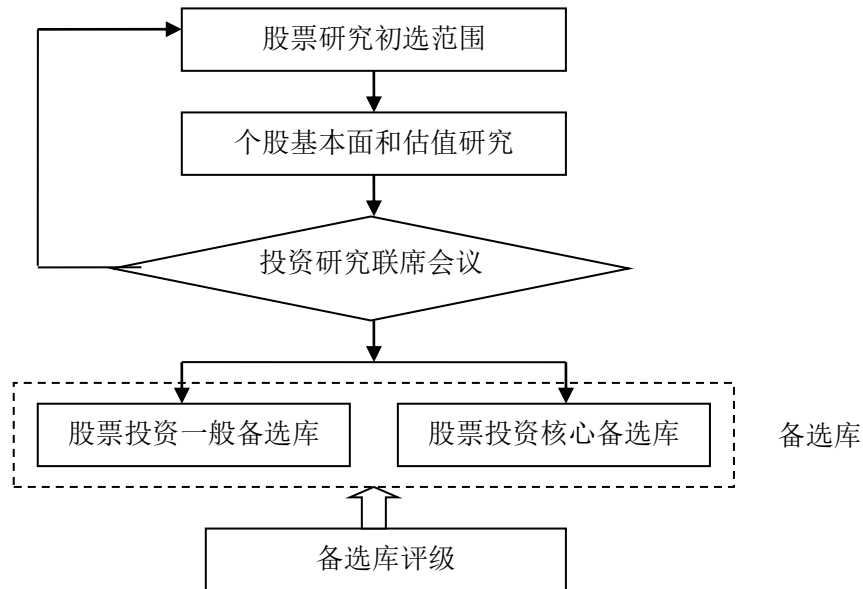 股票研究初选范围
个股基本面和估值研究
投资研究联席会议
股票投资一般备选库
股票投资核心备选库
备选库
备选库评级